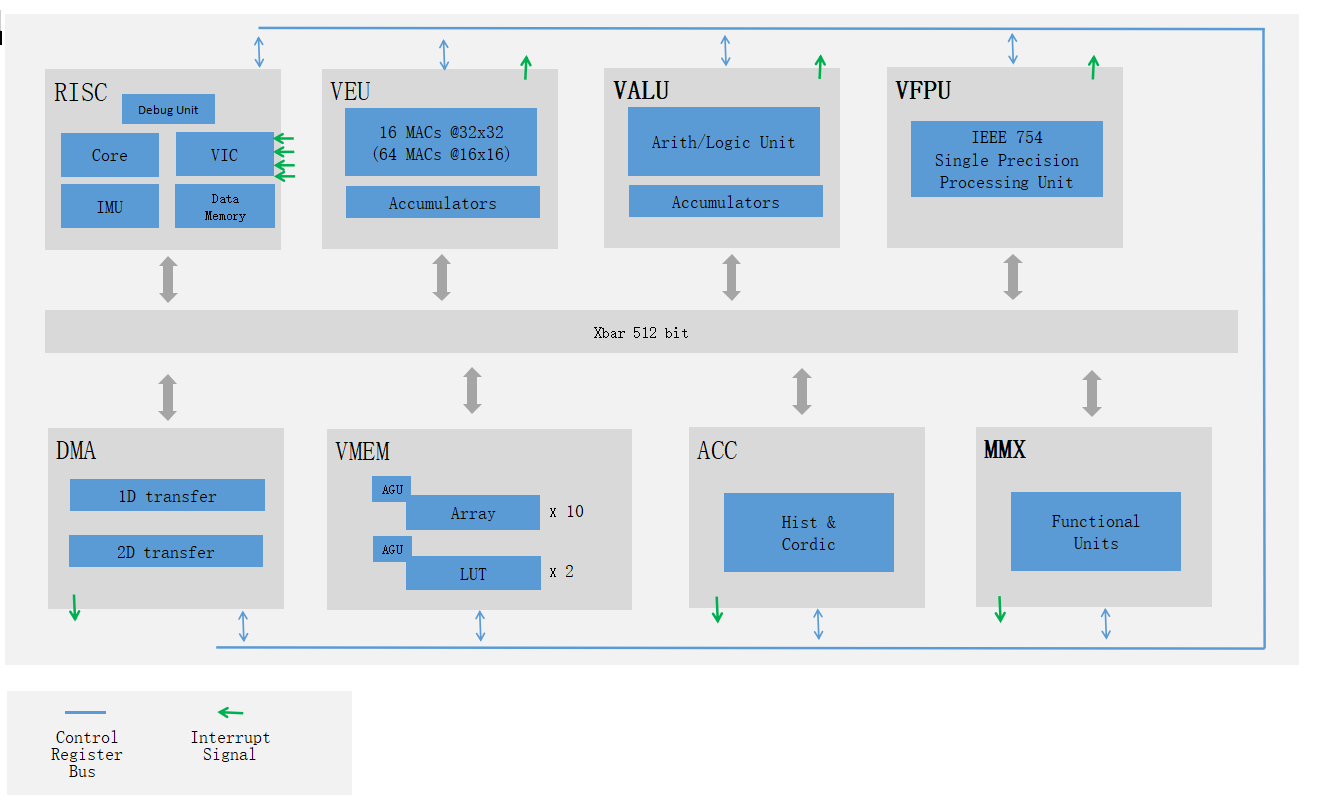 RISC
Debug Unit
Core
VIC
IMU
Data
Memory
VEU
16 MACs @32x32
(64 MACs @16x16)
Accumulators
VALU
Arith/Logic Unit
Accumulators
VFPU
IEEE 754
Single Precision
Processing Unit
Xbar 512 bit
DMA
1D transfer
2D transfer
VMEM
AGU
Array
x 10
AGU
LUT
x 2
ACC
Hist &
Cordic
MMX
Functional
Units
Control
Register
Bus
Interrupt
Signal